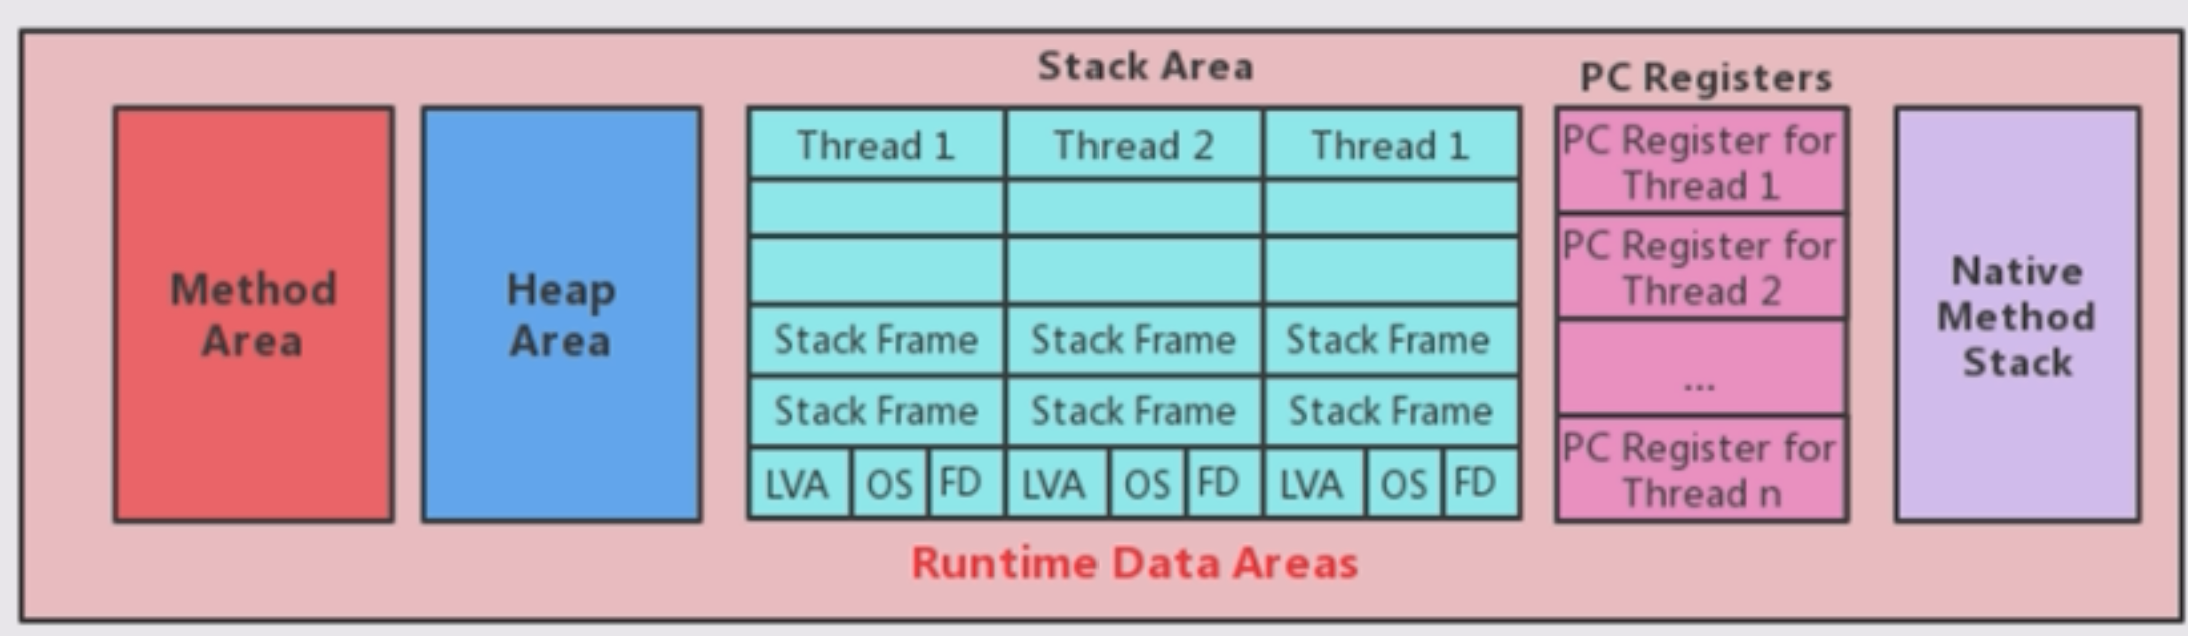 Stack Area
PC Registers
Method
Area
Heap
Area
Thread 1 Thread 2 Thread 1
Stack Frame Stack Frame Stack Frame
Stack Frame Stack Frame Stack Frame
LVA OS FD LVA OS FD LVA OS FD
PC Register for
Thread 1
PC Register for
Thread 2
...
PC Register for
Thread n
Native
Method
Stack
Runtime Data Areas